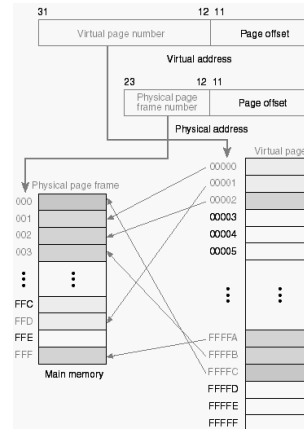 31 12 11
Virtual page number Page offset
Virtual address
23 12 11
Physical page
frame number Page offset
Physical address
Virtual page
Physical page frame
00000
00001
00002
00003
00004
00005
FFFFA
FFFFB
FFFFC
FFFFD
FFFFE
FFFFF
000
001
002
003
FFC
FFD
FFE
FFF
Main memory